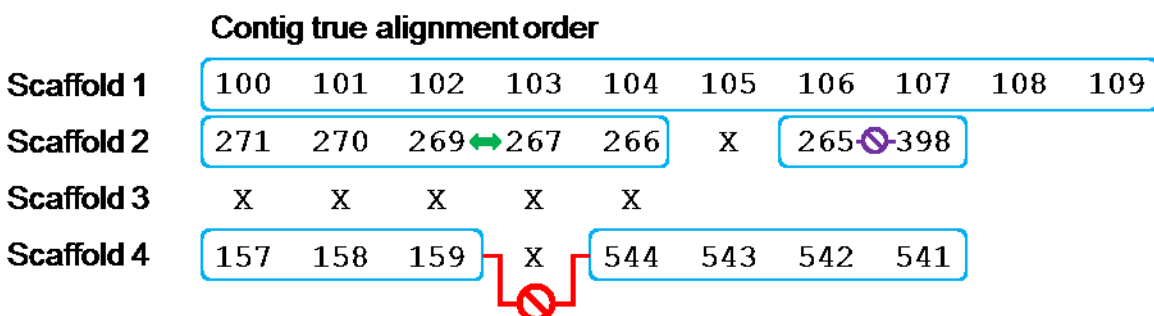 Contig true alignment order
Scaffold 1 100 101 102 103 104 105 106 107 108 109
Scaffold 2 271 270 269 267 266 X 265 398
Scaffold 3 X X X X X
Scaffold 4 157 158 159 X 544 543 542 541